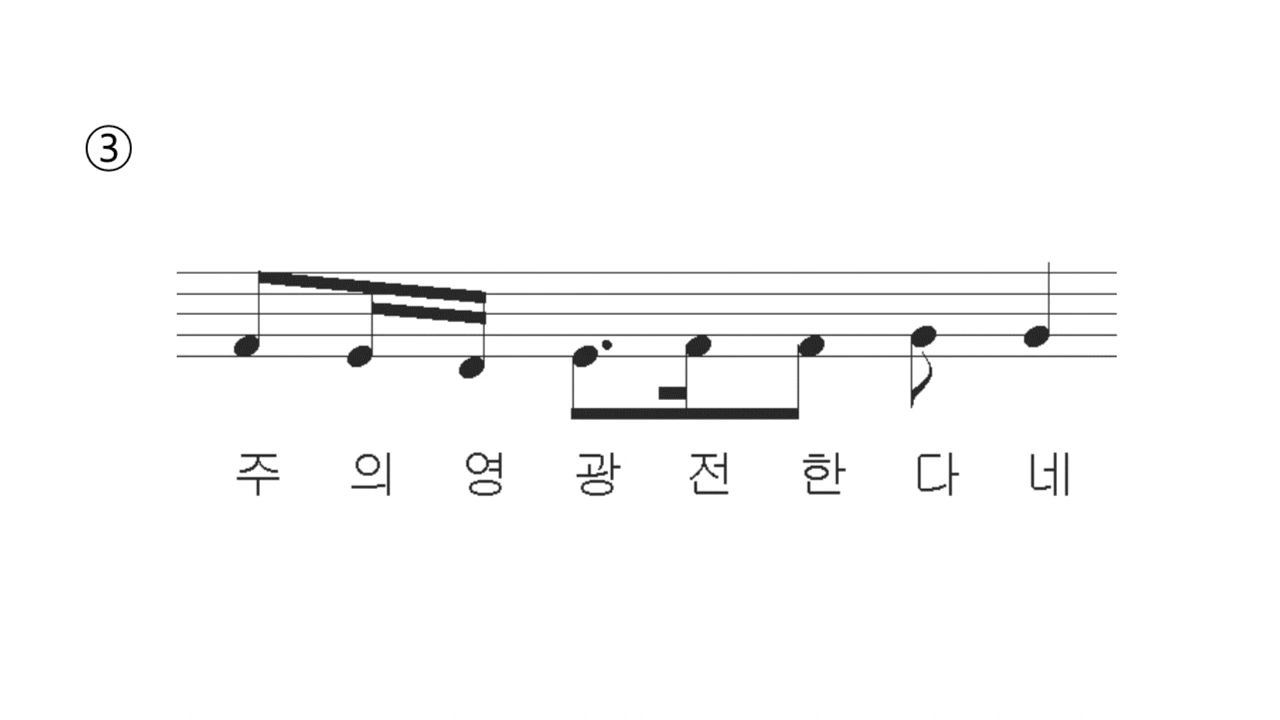 ③
주 의 영 광 전 한 다 네